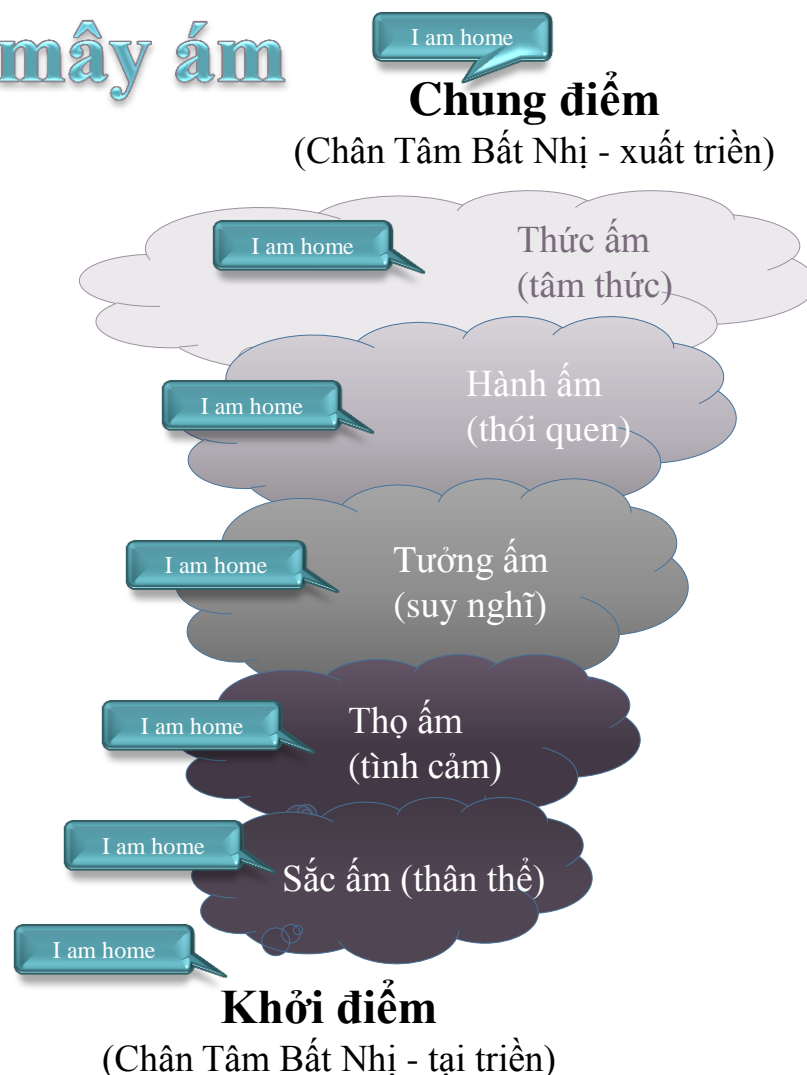 mây ám
I am home
Chung điểm
(Chân Tâm Bất Nhị - xuất triền)
I am home
Thức ấm
(tâm thức)
I am home
Hành ấm
(thói quen)
I am home
Tưởng ấm
(suy nghĩ)
I am home
Thọ ấm
(tình cảm)
I am home
Sắc ấm (thân thể)
I am home
Khởi điểm
(Chân Tâm Bất Nhị - tại triền)